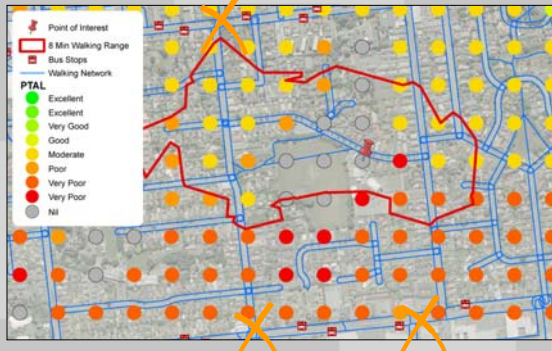 Point of Interest
8 Min Walking Range
Bus Stops
Walking Network
PTAL
Excellent
Excellent
Very Good
Good
Moderate
Poor
Very Poor
Very Poor
Nil